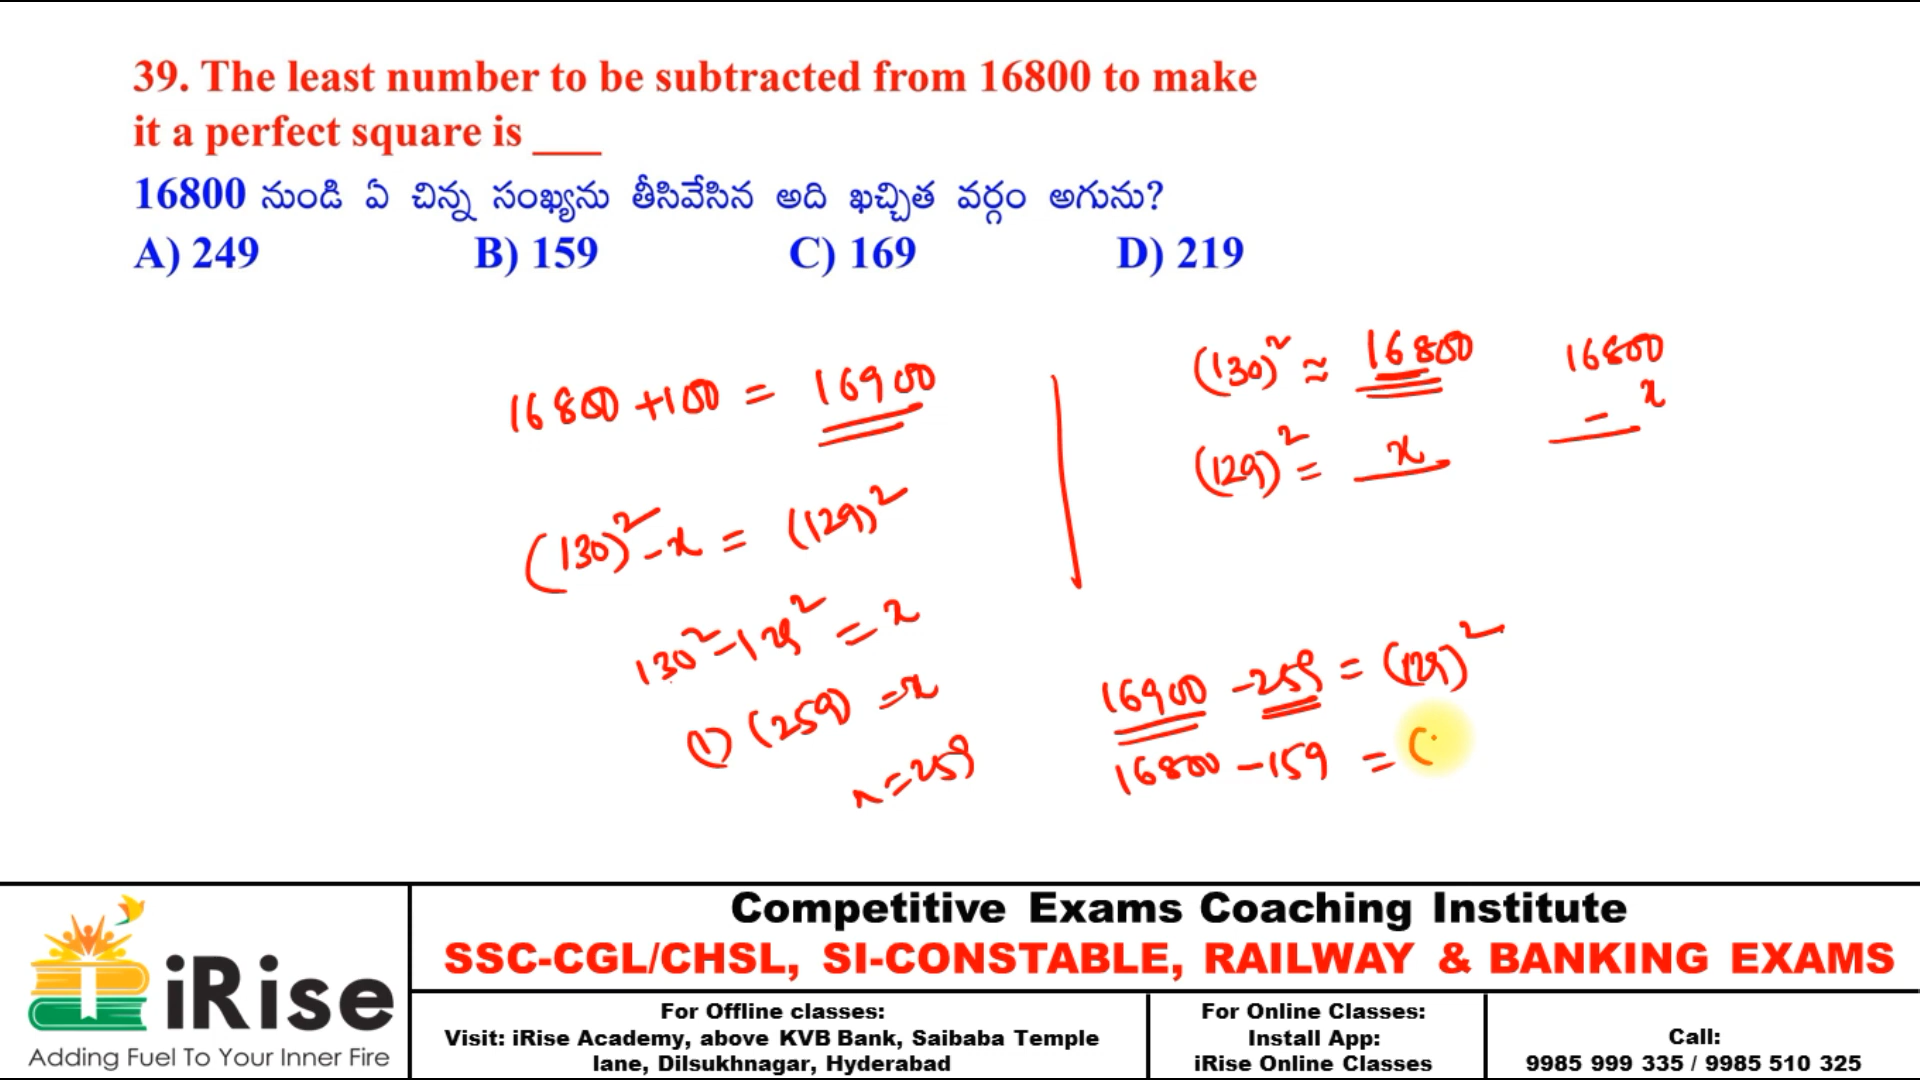 39. The least number to be subtracted from 16800 to make
it a perfect square is ___
16800 నుండి ఏ చిన్న సంఖ్యను తీసివేసిన అది ఖచ్చిత వర్గం అగును?
A) 249 B) 159 C) 169 D) 219
16800 + 100 = 16900
(130)² - x = (129)²
130² - 129² = x
(1) (259) = x
x = 259
(130)² ≈ 16800
(129)² = x
16800
- x
16900 - 259 = (129)²
16800 - 159 = (
iRise
Adding Fuel To Your Inner Fire
Competitive Exams Coaching Institute
SSC-CGL/CHSL, SI-CONSTABLE, RAILWAY & BANKING EXAMS
For Offline classes:
Visit: iRise Academy, above KVB Bank, Saibaba Temple
lane, Dilsukhnagar, Hyderabad
For Online Classes:
Install App:
iRise Online Classes
Call:
9985 999 335 / 9985 510 325